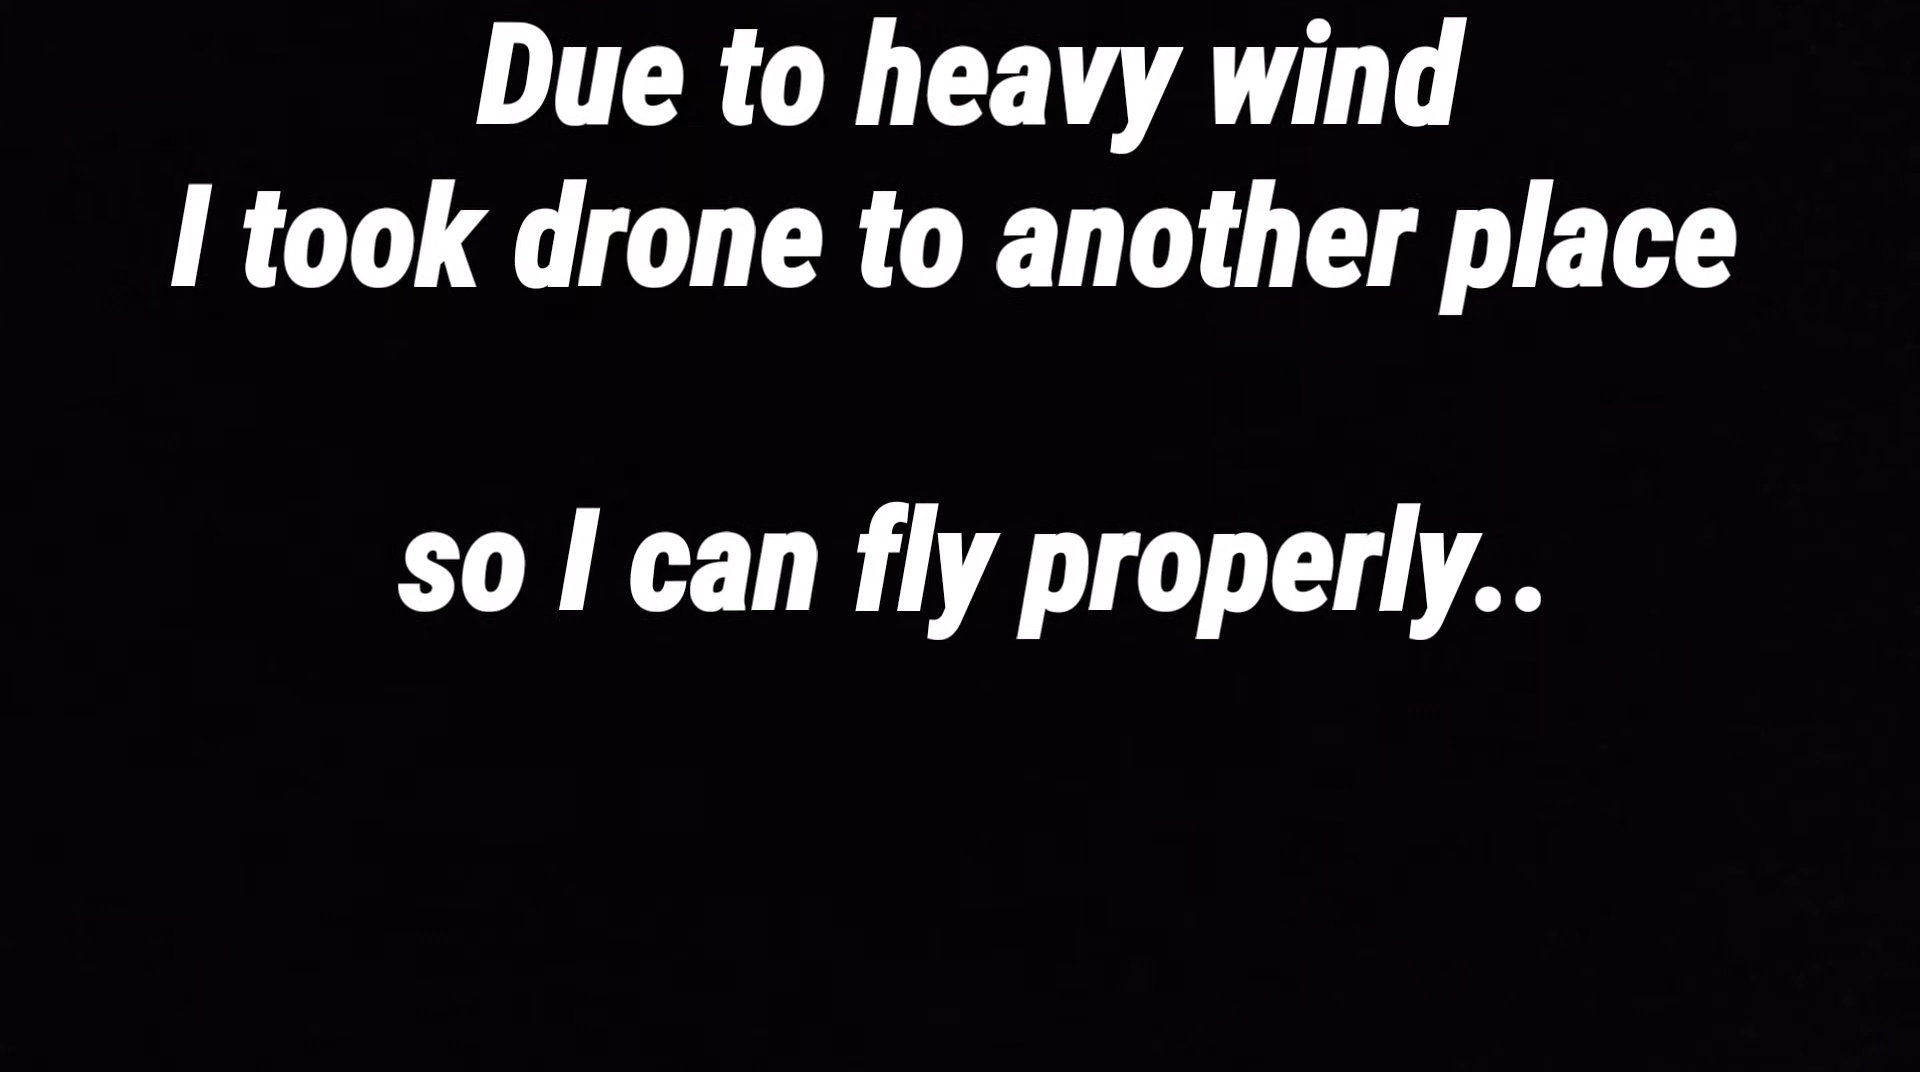 Due to heavy wind
I took drone to another place
so I can fly properly..